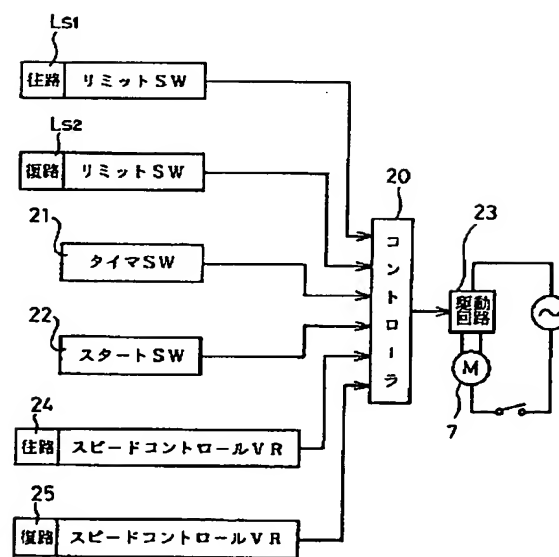 LS1
往路 リミットSW
LS2
復路 リミットSW
21
タイマSW
22
スタートSW
24
往路 スピードコントロールVR
25
復路 スピードコントロールVR
20
コントローラ
23
駆動
回路
M
7